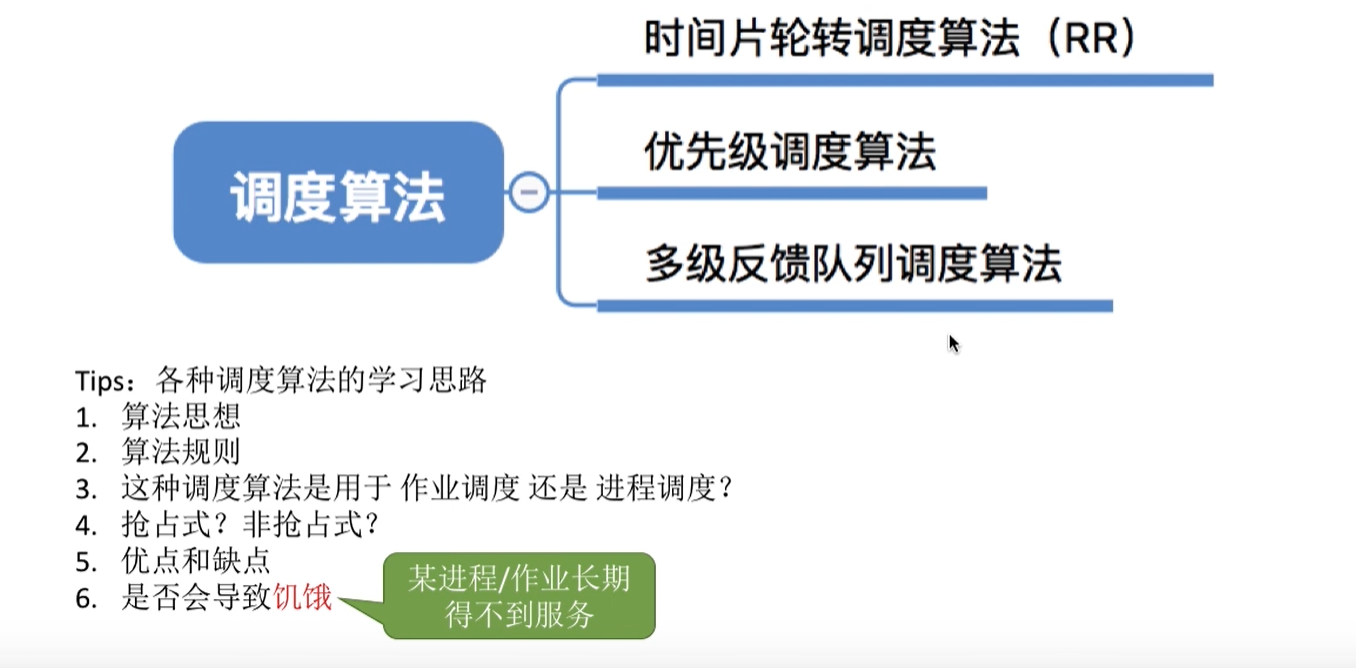 时间片轮转调度算法（RR）
调度算法
优先级调度算法
多级反馈队列调度算法
Tips：各种调度算法的学习思路
1. 算法思想
2. 算法规则
3. 这种调度算法是用于 作业调度 还是 进程调度？
4. 抢占式？非抢占式？
5. 优点和缺点
6. 是否会导致饥饿
某进程/作业长期
得不到服务